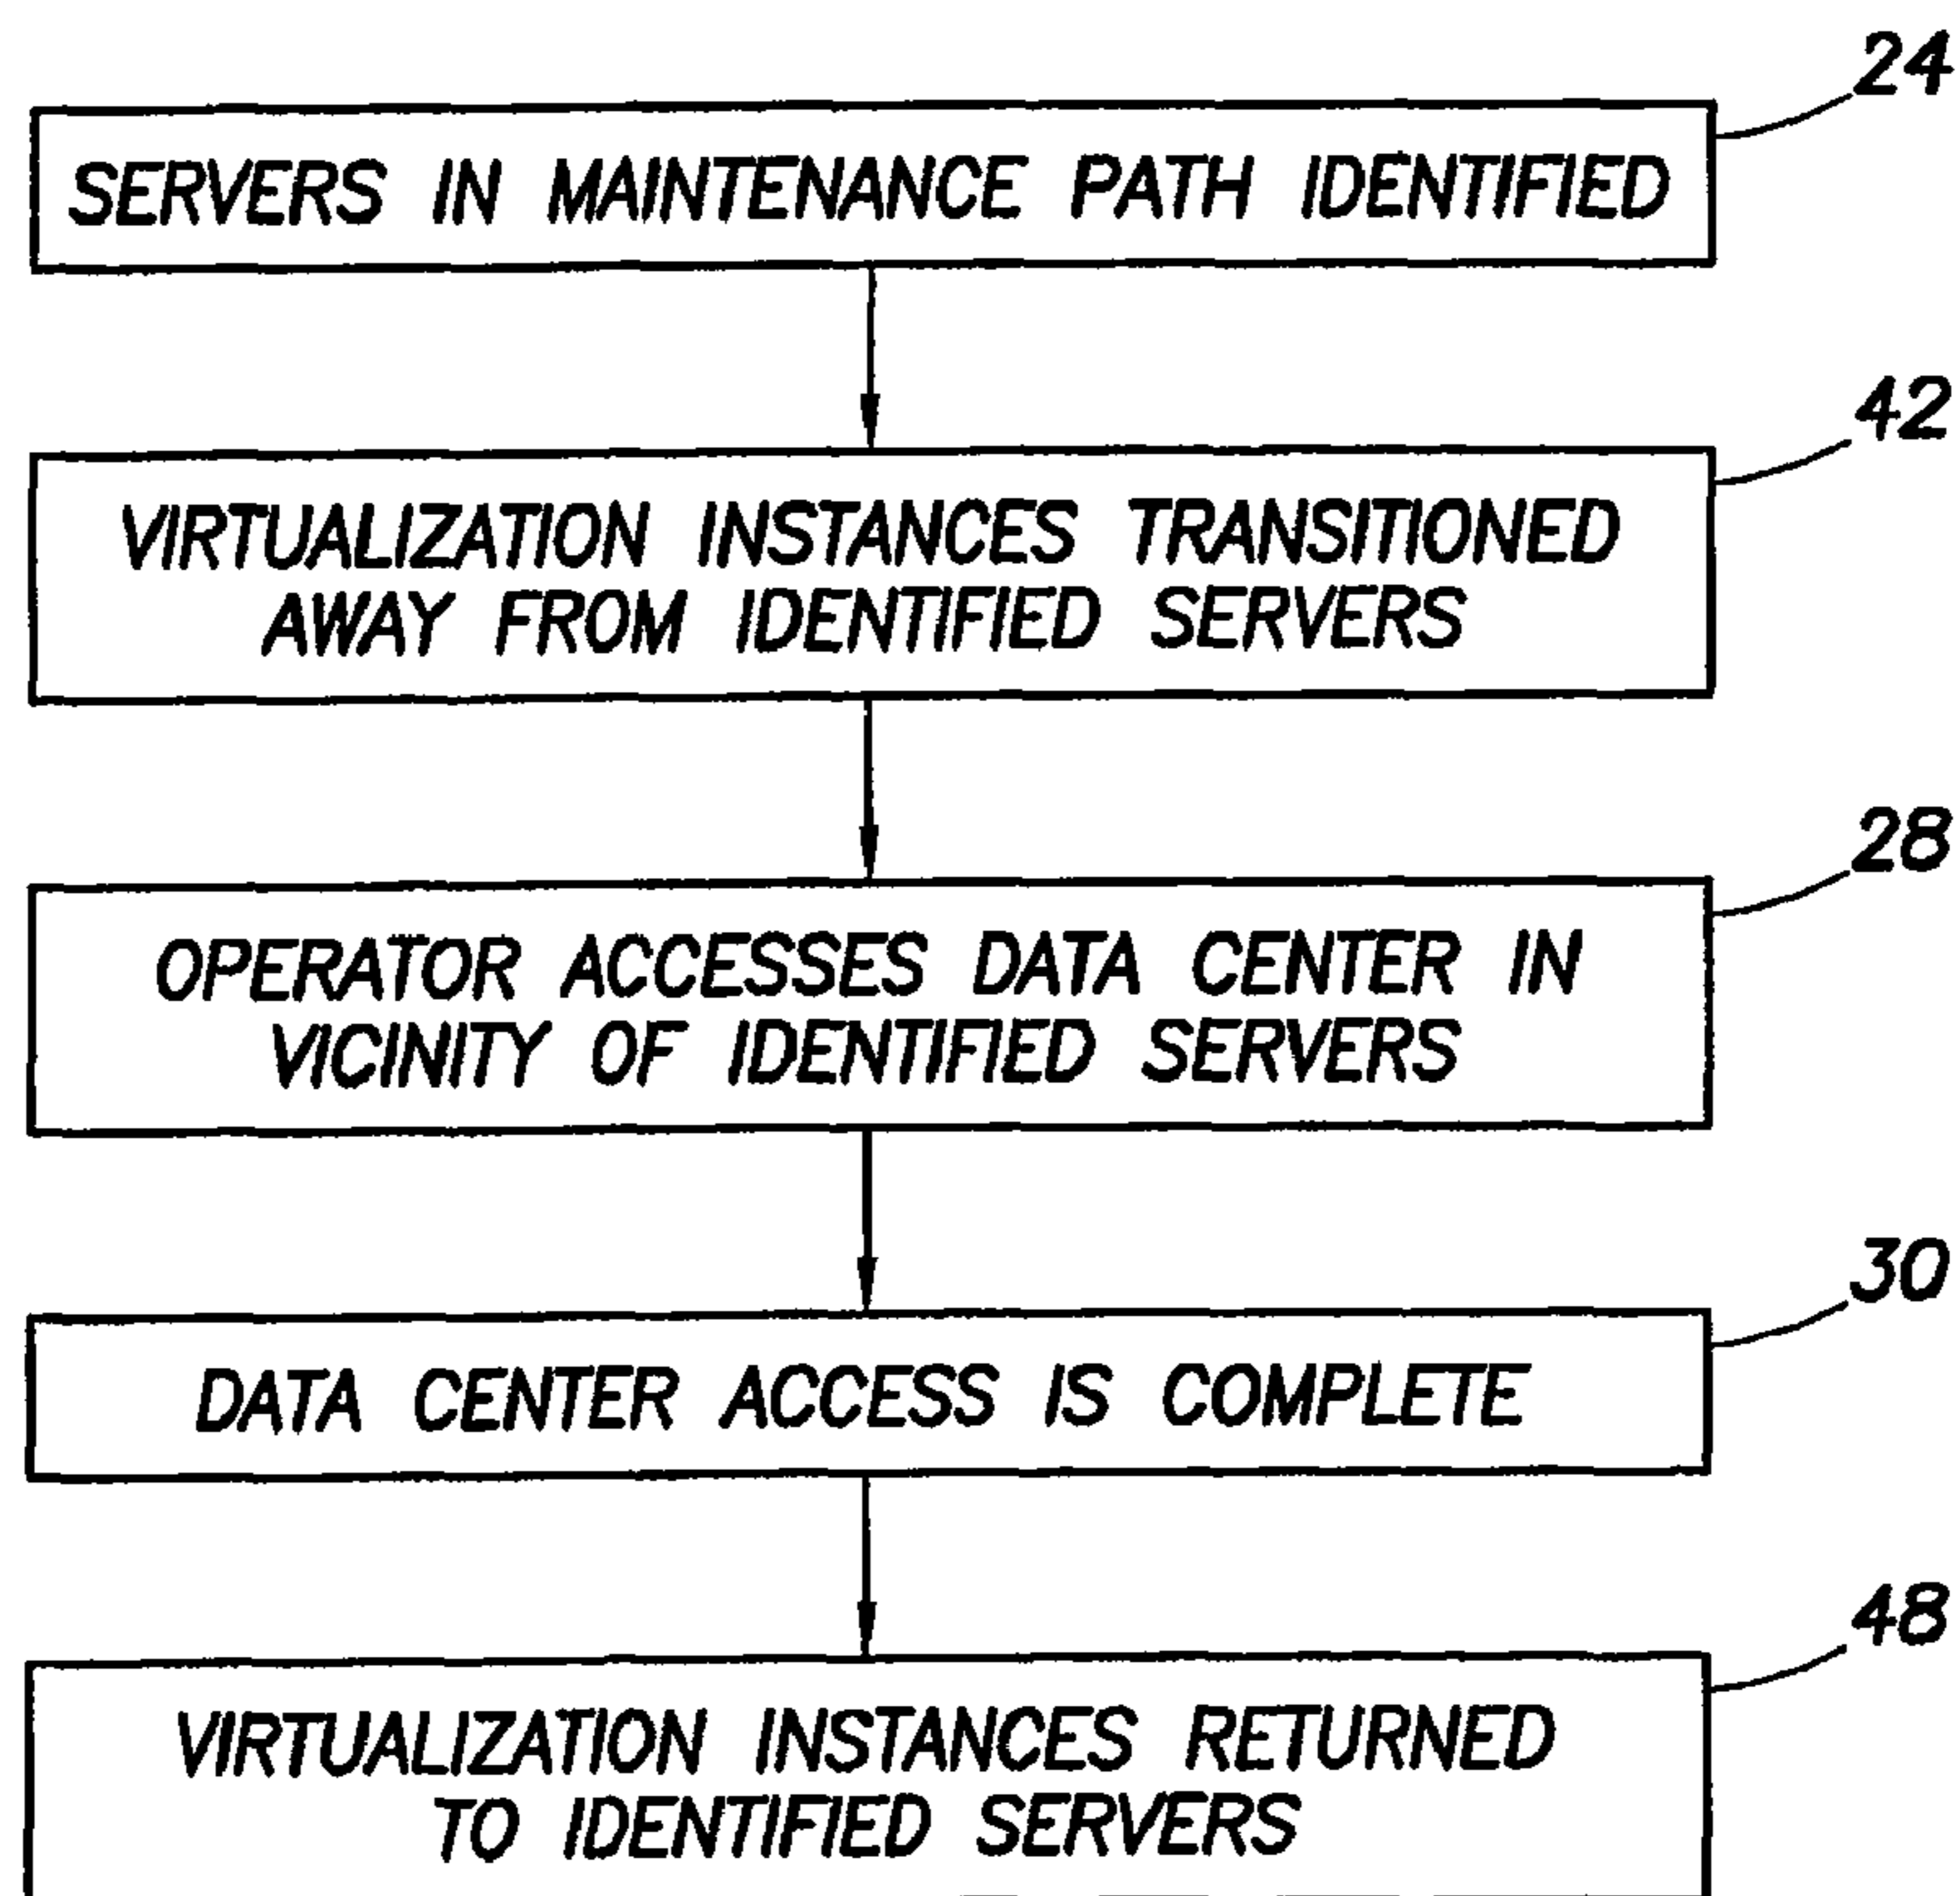 24
SERVERS IN MAINTENANCE PATH IDENTIFIED
42
VIRTUALIZATION INSTANCES TRANSITIONED
AWAY FROM IDENTIFIED SERVERS
28
OPERATOR ACCESSES DATA CENTER IN
VICINITY OF IDENTIFIED SERVERS
30
DATA CENTER ACCESS IS COMPLETE
48
VIRTUALIZATION INSTANCES RETURNED
TO IDENTIFIED SERVERS